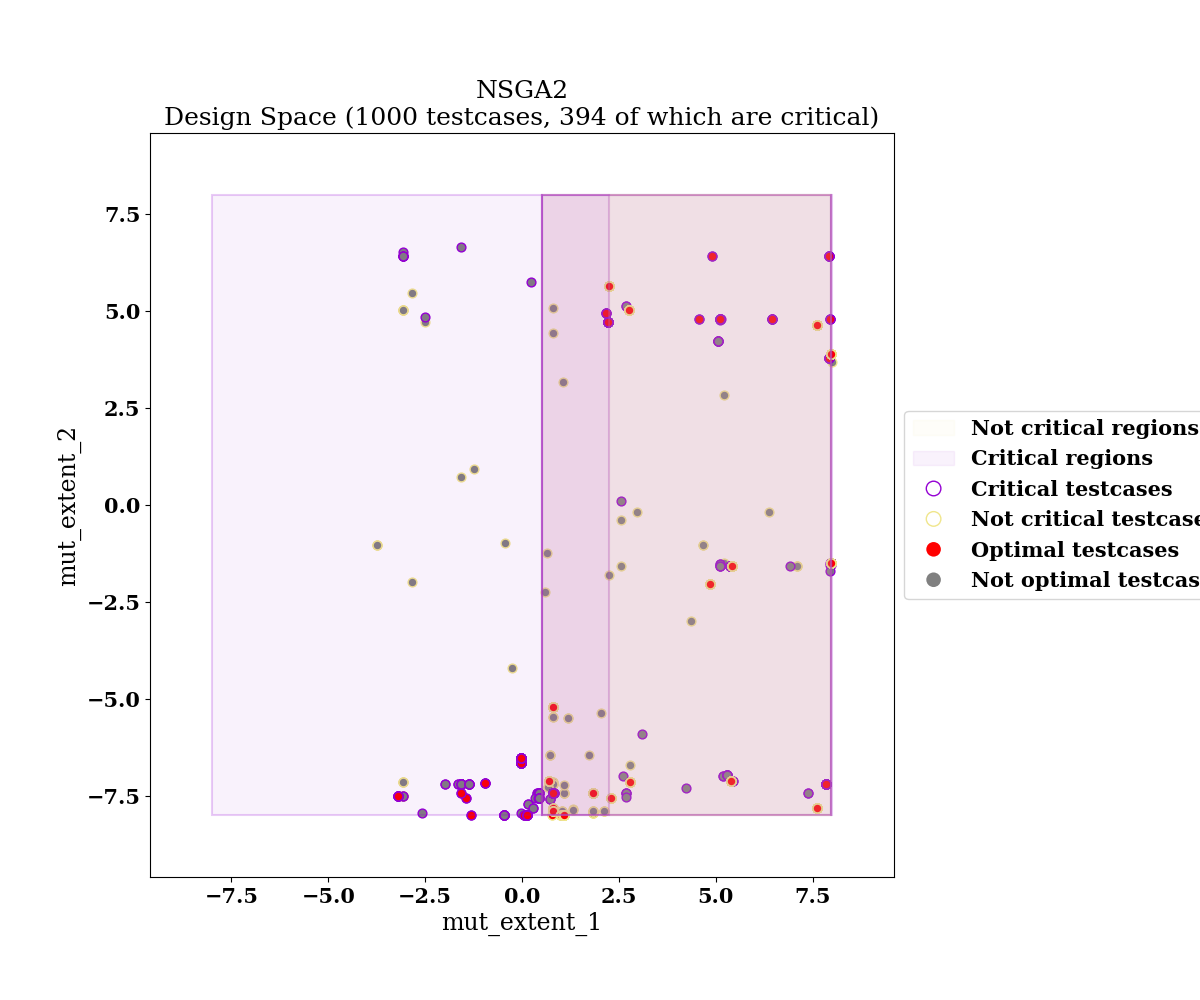 NSGA2
Design Space (1000 testcases, 394 of which are critical)
7.5
5.0
2.5
0.0
−2.5
−5.0
−7.5
mut_extent_2
−7.5 −5.0 −2.5 0.0 2.5 5.0 7.5
mut_extent_1
Not critical regions
Critical regions
Critical testcases
Not critical testcase
Optimal testcases
Not optimal testcas